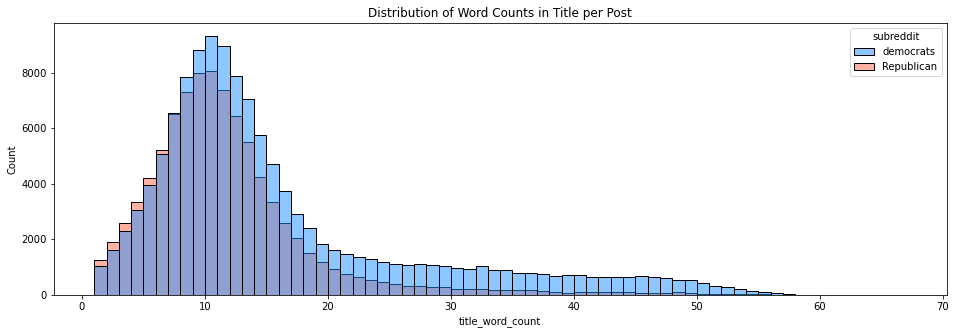 Distribution of Word Counts in Title per Post
subreddit
democrats
Republican
Count
8000
6000
4000
2000
0
0 10 20 30 40 50 60 70
title_word_count